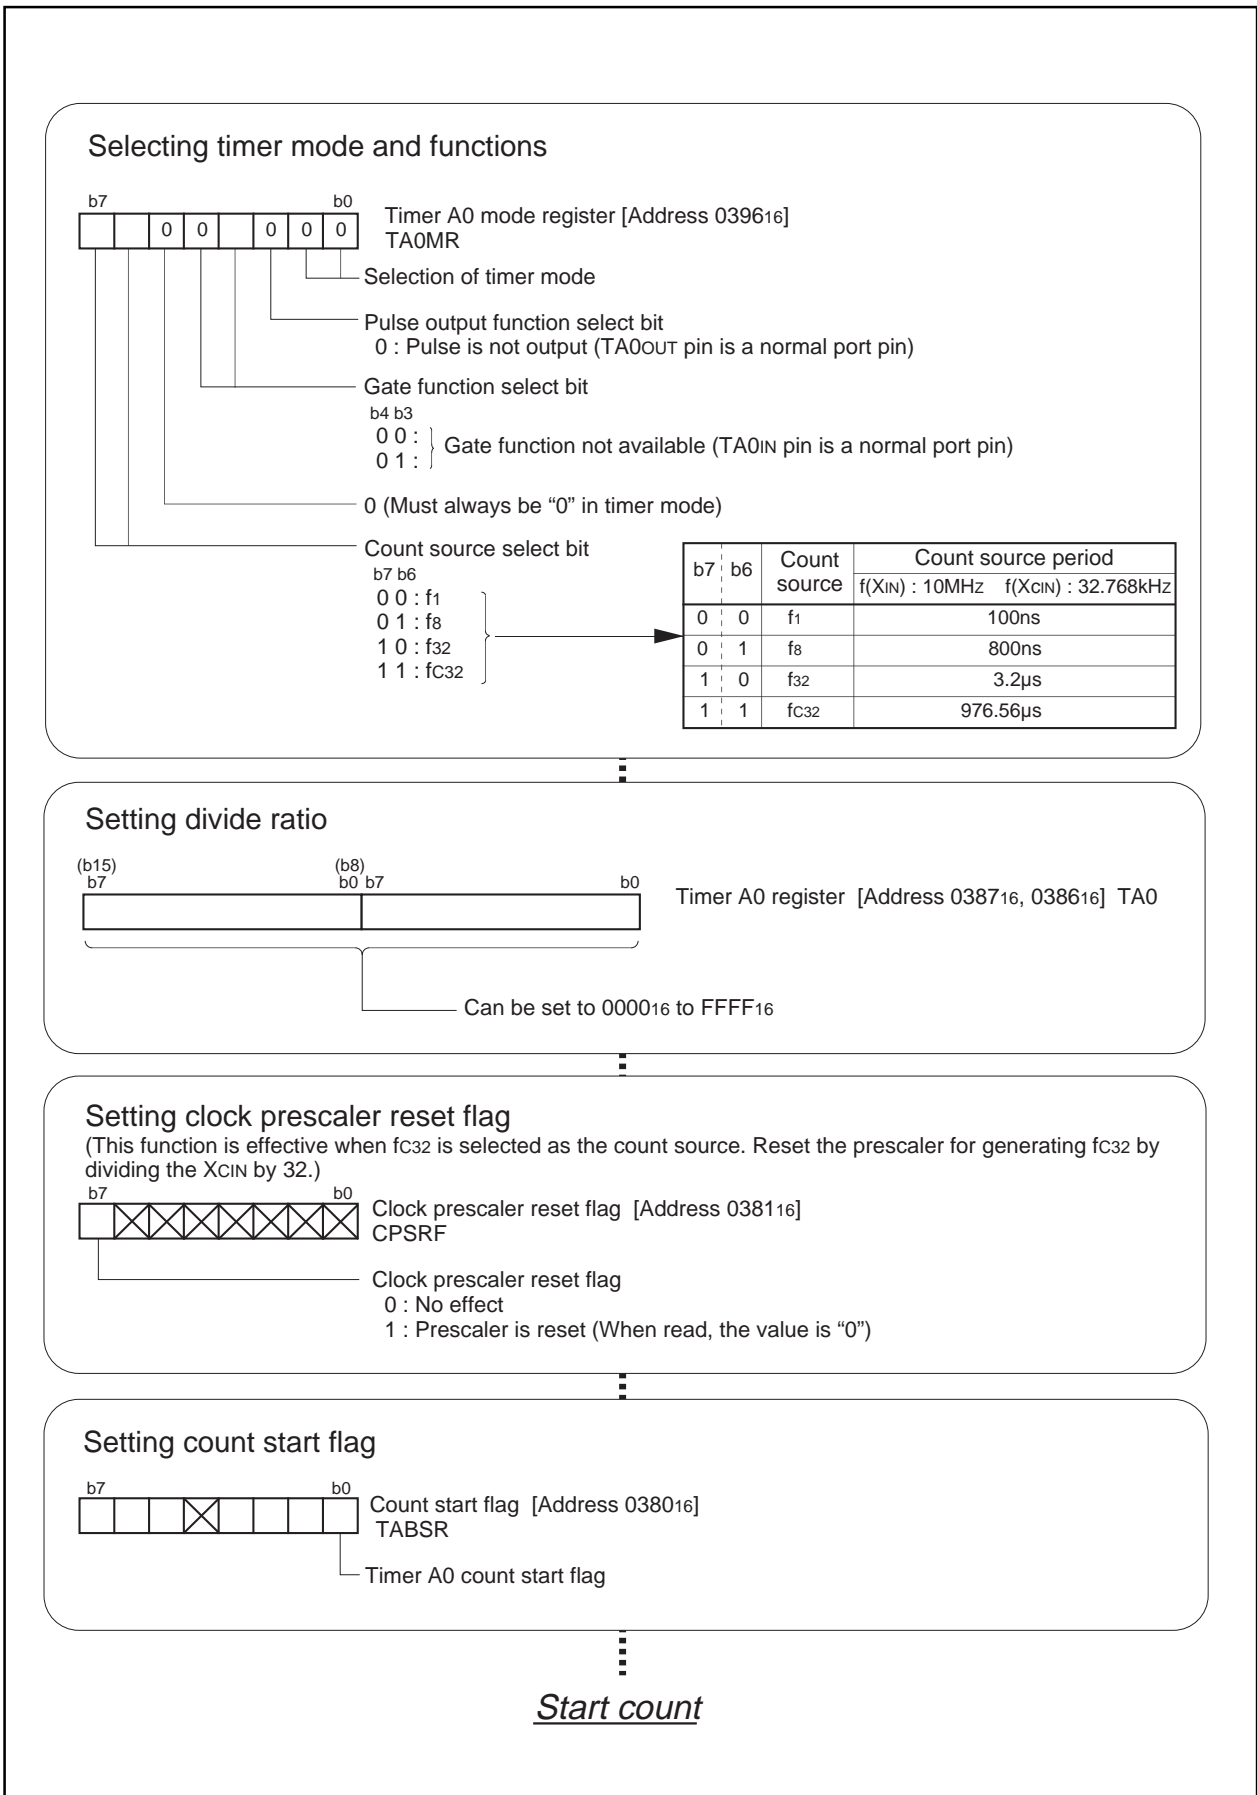 Selecting timer mode and functions
b7 b0
0 0 0 0 0
Timer A0 mode register [Address 039616]
TA0MR
Selection of timer mode
Pulse output function select bit
0 : Pulse is not output (TA0OUT pin is a normal port pin)
Gate function select bit
b4 b3
0 0 :
0 1 :
Gate function not available (TA0IN pin is a normal port pin)
0 (Must always be “0” in timer mode)
Count source select bit
b7 b6
0 0 : f1
0 1 : f8
1 0 : f32
1 1 : fC32
b7 b6 Count source Count source period
f(XIN) : 10MHz f(XCIN) : 32.768kHz
0 0 f1 100ns
0 1 f8 800ns
1 0 f32 3.2µs
1 1 fC32 976.56µs
Setting divide ratio
(b15) (b8)
b7 b0 b7 b0
Timer A0 register [Address 038716, 038616] TA0
Can be set to 000016 to FFFF16
Setting clock prescaler reset flag
(This function is effective when fC32 is selected as the count source. Reset the prescaler for generating fC32 by
dividing the XCIN by 32.)
b7 b0
Clock prescaler reset flag [Address 038116]
CPSRF
Clock prescaler reset flag
0 : No effect
1 : Prescaler is reset (When read, the value is “0”)
Setting count start flag
b7 b0
Count start flag [Address 038016]
TABSR
Timer A0 count start flag
Start count